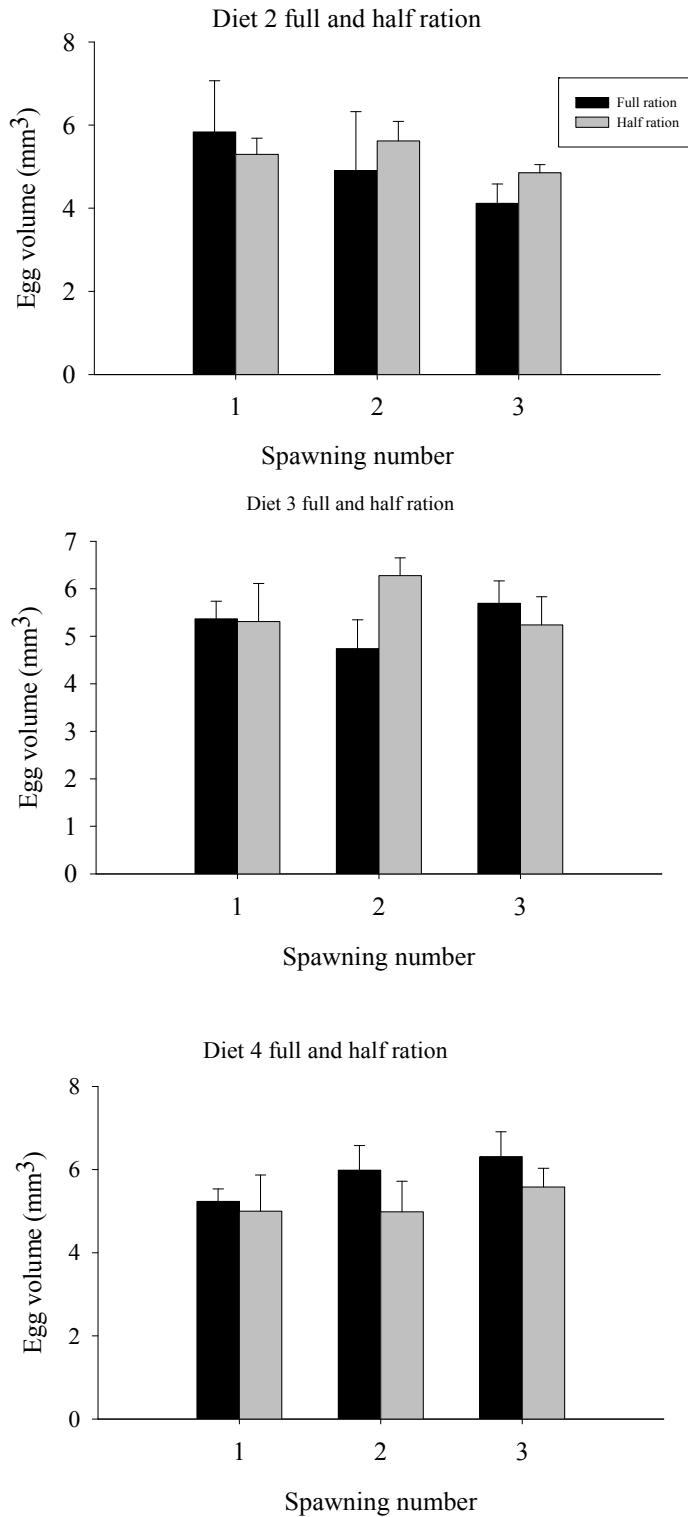 Diet 2 full and half ration
8
6
4
2
0
Egg volume (mm³)
Full ration
Half ration
1 2 3
Spawning number
Diet 3 full and half ration
7
6
5
4
3
2
1
0
Egg volume (mm³)
1 2 3
Spawning number
Diet 4 full and half ration
8
6
4
2
0
Egg volume (mm³)
1 2 3
Spawning number